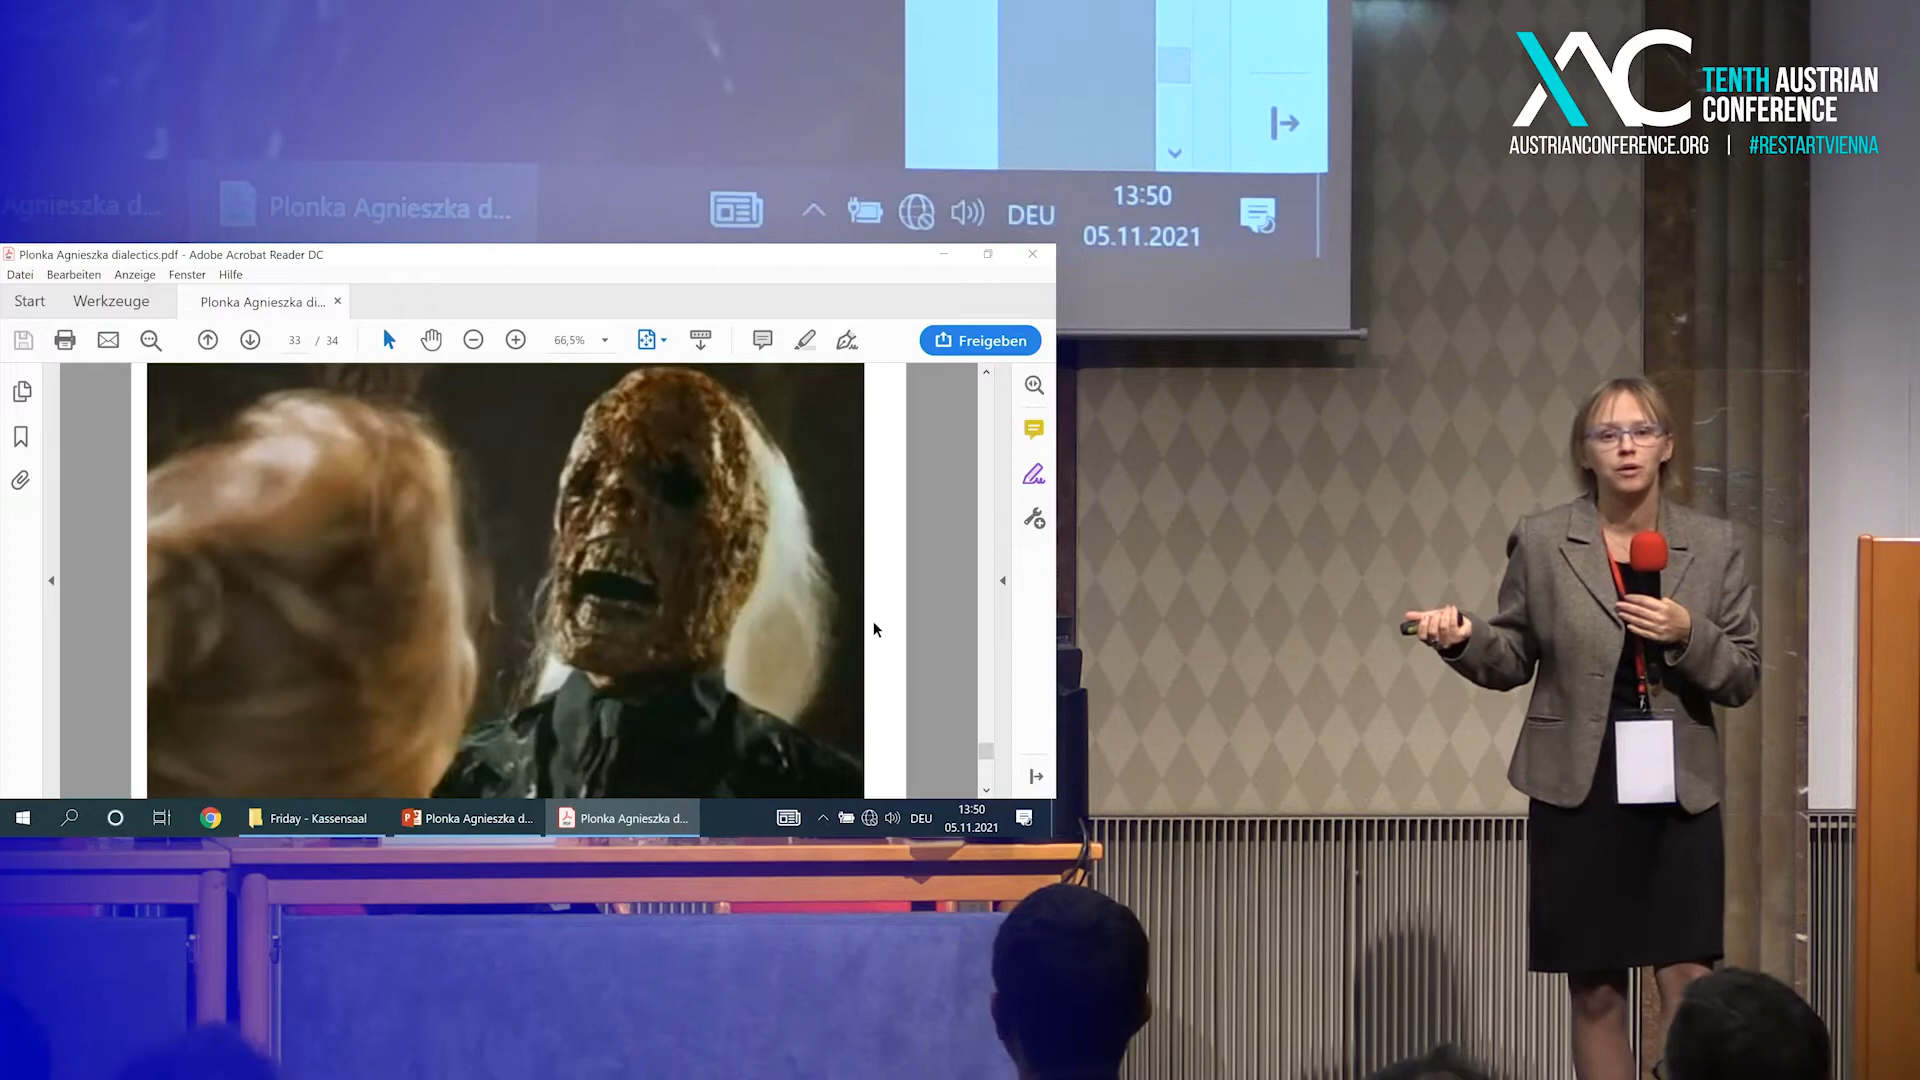 TENTH AUSTRIAN
CONFERENCE
AUSTRIANCONFERENCE.ORG | #RESTARTVIENNA
Agnieszka d...
Plonka Agnieszka d...
DEU
13:50
05.11.2021
Plonka Agnieszka dialectics.pdf - Adobe Acrobat Reader DC
Datei Bearbeiten Anzeige Fenster Hilfe
Start Werkzeuge Plonka Agnieszka di...
33 / 34
66,5%
Freigeben
Friday - Kassensaal
Plonka Agnieszka d...
Plonka Agnieszka d...
DEU
13:50
05.11.2021